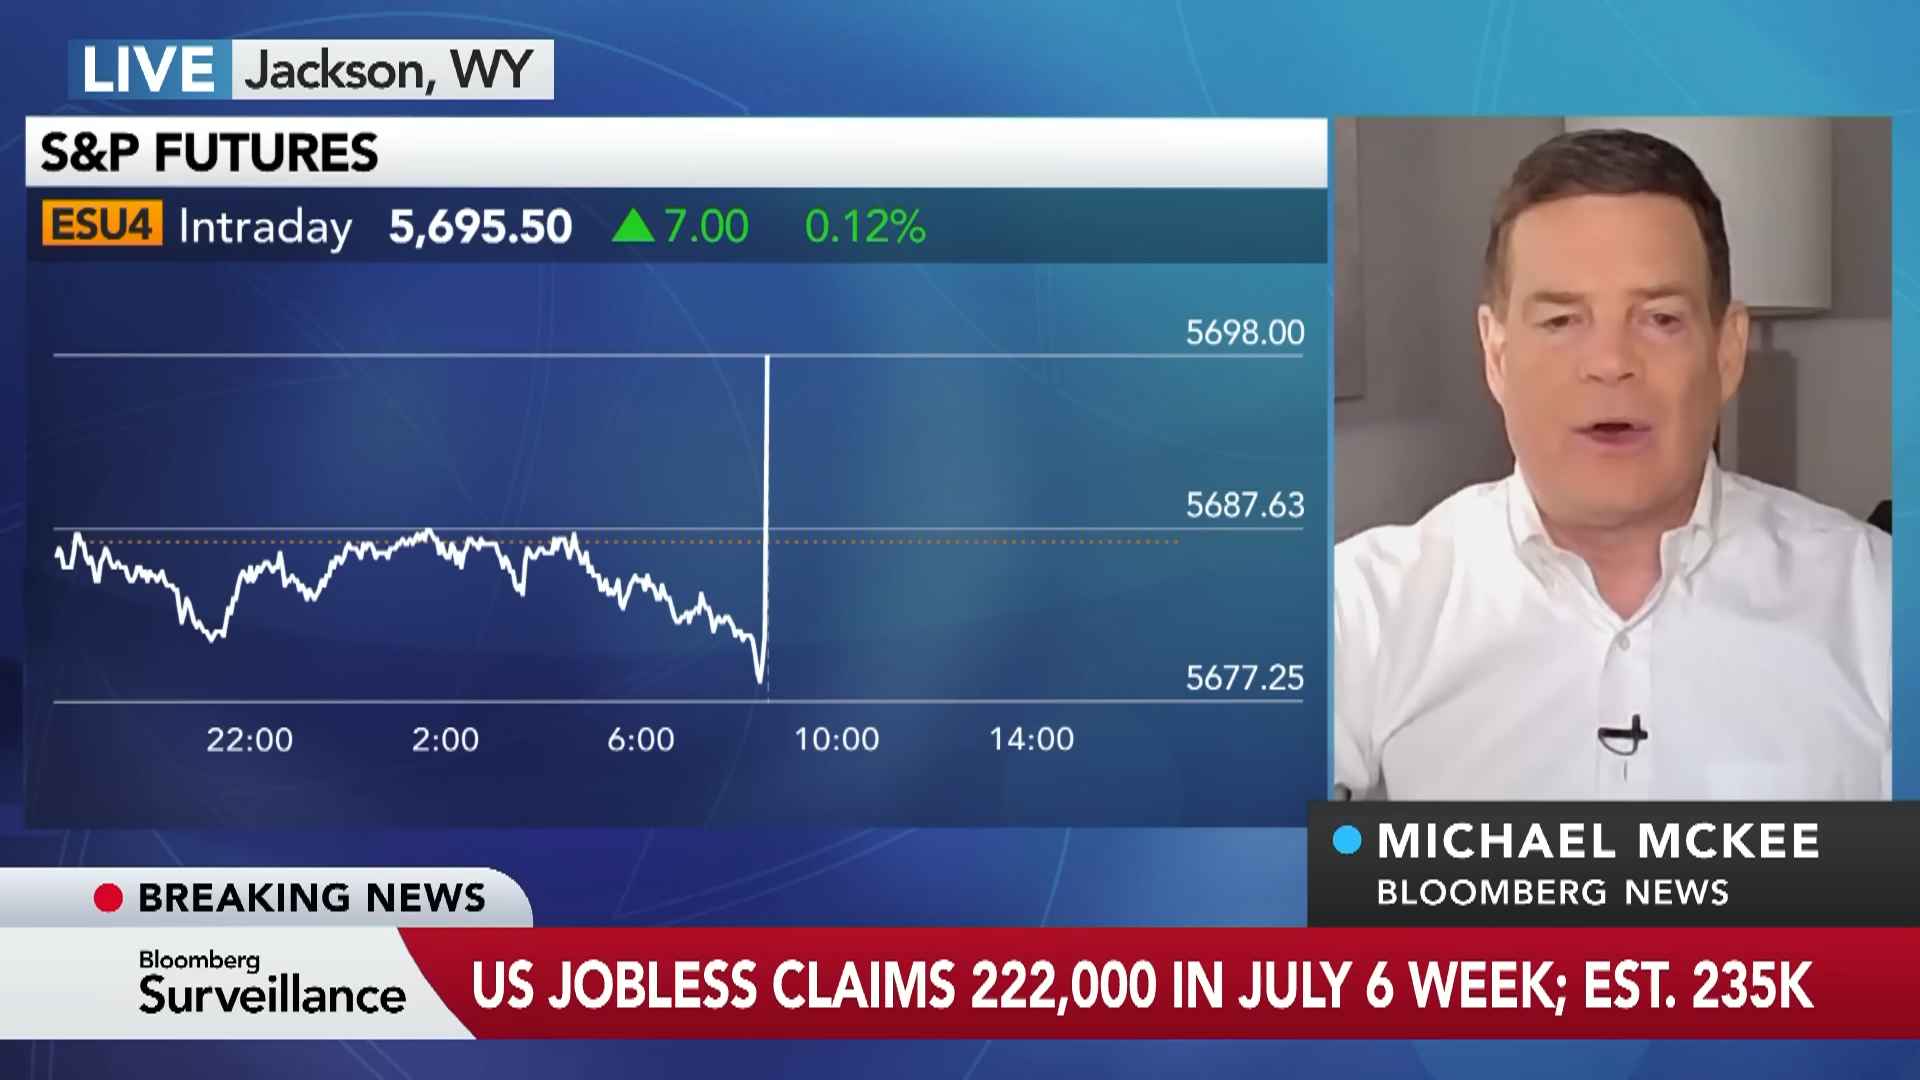 LIVE Jackson, WY
S&P FUTURES
ESU4 Intraday 5,695.50 ▲ 7.00 0.12%
5698.00
5687.63
5677.25
22:00 2:00 6:00 10:00 14:00
MICHAEL MCKEE
BLOOMBERG NEWS
BREAKING NEWS
Bloomberg
Surveillance
US JOBLESS CLAIMS 222,000 IN JULY 6 WEEK; EST. 235K